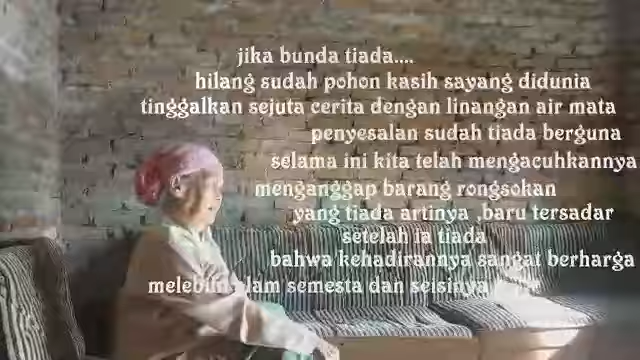 jika bunda tiada....
hilang sudah pohon kasih sayang didunia
tinggalkan sejuta cerita dengan linangan air mata
penyesalan sudah tiada berguna
selama ini kita telah mengacuhkannya
menganggap barang rongsokan
yang tiada artinya ,baru tersadar
setelah ia tiada
bahwa kehadirannya sangat berharga
melebihi alam semesta dan seisinya